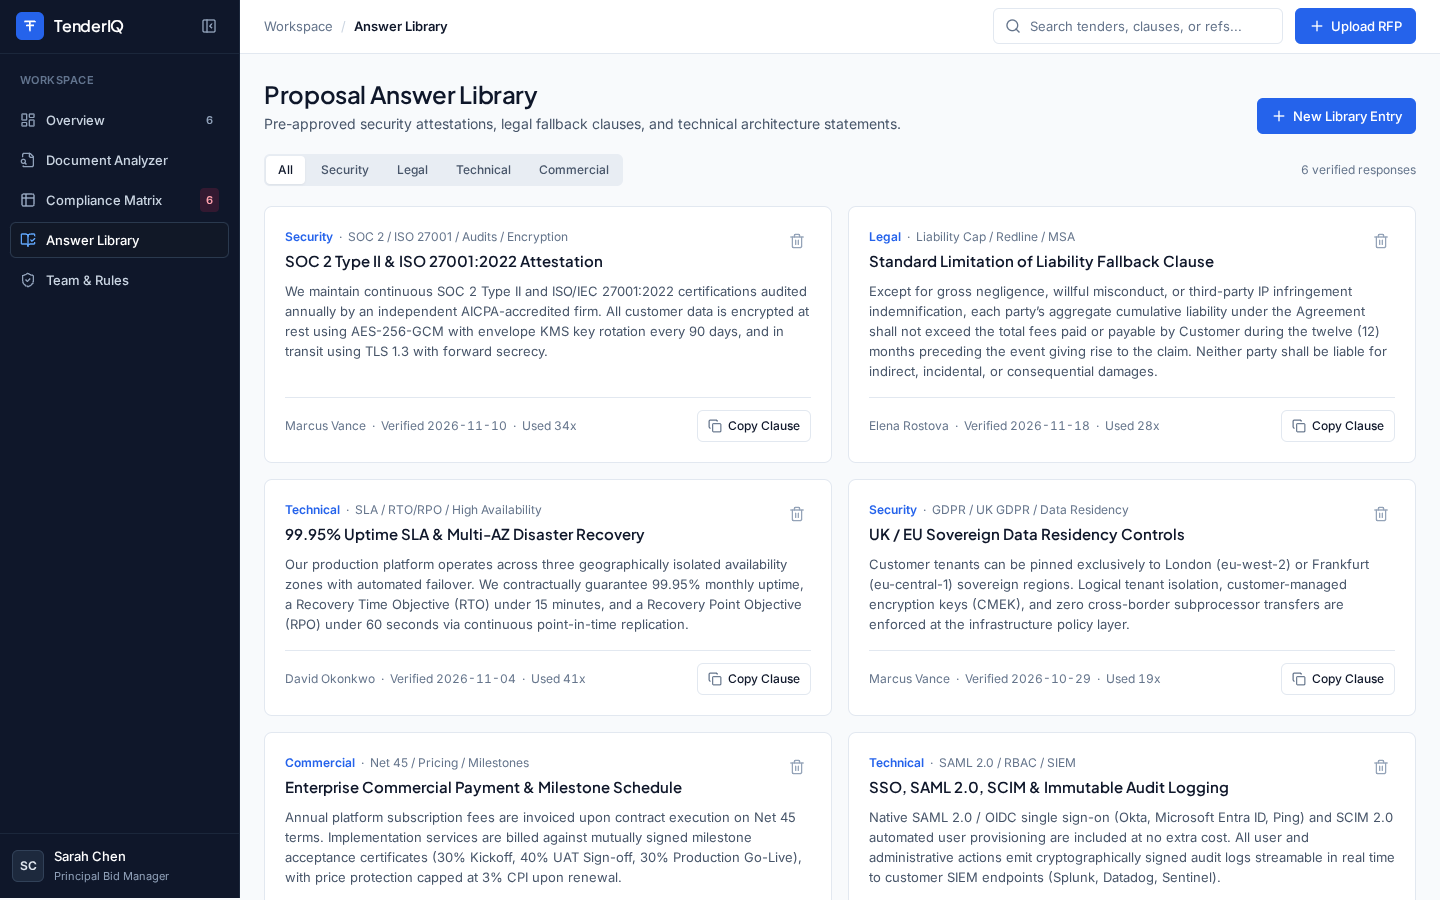 TenderIQ
WORKSPACE
Overview 6
Document Analyzer
Compliance Matrix 6
Answer Library
Team & Rules
SC
Sarah Chen
Principal Bid Manager
Workspace / Answer Library
Search tenders, clauses, or refs...
Upload RFP
Proposal Answer Library
Pre-approved security attestations, legal fallback clauses, and technical architecture statements.
New Library Entry
All Security Legal Technical Commercial
6 verified responses
Security · SOC 2 / ISO 27001 / Audits / Encryption
SOC 2 Type II & ISO 27001:2022 Attestation
We maintain continuous SOC 2 Type II and ISO/IEC 27001:2022 certifications audited
annually by an independent AICPA-accredited firm. All customer data is encrypted at
rest using AES-256-GCM with envelope KMS key rotation every 90 days, and in
transit using TLS 1.3 with forward secrecy.
Marcus Vance · Verified 2026-11-10 · Used 34x
Copy Clause
Legal · Liability Cap / Redline / MSA
Standard Limitation of Liability Fallback Clause
Except for gross negligence, willful misconduct, or third-party IP infringement
indemnification, each party’s aggregate cumulative liability under the Agreement
shall not exceed the total fees paid or payable by Customer during the twelve (12)
months preceding the event giving rise to the claim. Neither party shall be liable for
indirect, incidental, or consequential damages.
Elena Rostova · Verified 2026-11-18 · Used 28x
Copy Clause
Technical · SLA / RTO/RPO / High Availability
99.95% Uptime SLA & Multi-AZ Disaster Recovery
Our production platform operates across three geographically isolated availability
zones with automated failover. We contractually guarantee 99.95% monthly uptime,
a Recovery Time Objective (RTO) under 15 minutes, and a Recovery Point Objective
(RPO) under 60 seconds via continuous point-in-time replication.
David Okonkwo · Verified 2026-11-04 · Used 41x
Copy Clause
Security · GDPR / UK GDPR / Data Residency
UK / EU Sovereign Data Residency Controls
Customer tenants can be pinned exclusively to London (eu-west-2) or Frankfurt
(eu-central-1) sovereign regions. Logical tenant isolation, customer-managed
encryption keys (CMEK), and zero cross-border subprocessor transfers are
enforced at the infrastructure policy layer.
Marcus Vance · Verified 2026-10-29 · Used 19x
Copy Clause
Commercial · Net 45 / Pricing / Milestones
Enterprise Commercial Payment & Milestone Schedule
Annual platform subscription fees are invoiced upon contract execution on Net 45
terms. Implementation services are billed against mutually signed milestone
acceptance certificates (30% Kickoff, 40% UAT Sign-off, 30% Production Go-Live),
with price protection capped at 3% CPI upon renewal.
Technical · SAML 2.0 / RBAC / SIEM
SSO, SAML 2.0, SCIM & Immutable Audit Logging
Native SAML 2.0 / OIDC single sign-on (Okta, Microsoft Entra ID, Ping) and SCIM 2.0
automated user provisioning are included at no extra cost. All user and
administrative actions emit cryptographically signed audit logs streamable in real time
to customer SIEM endpoints (Splunk, Datadog, Sentinel).